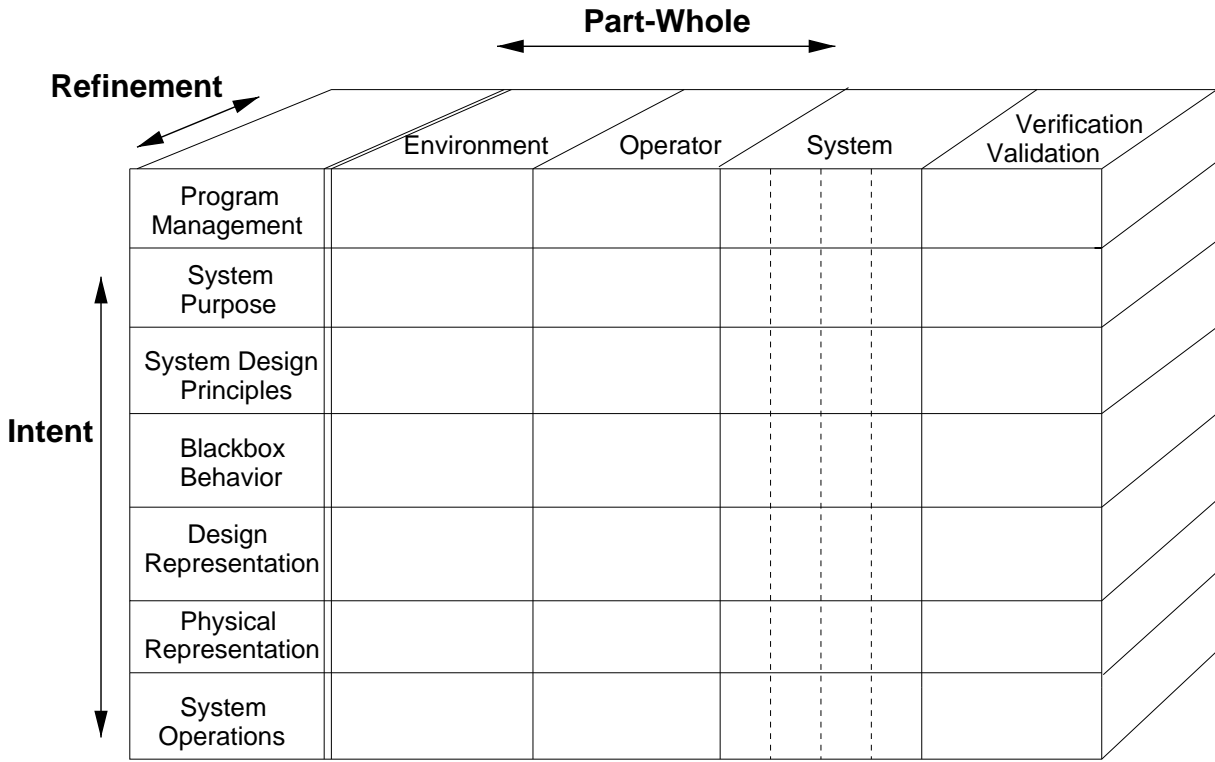 Part-Whole
Refinement
Environment Operator System Verification
Validation
Program
Management
System
Purpose
System Design
Principles
Intent
Blackbox
Behavior
Design
Representation
Physical
Representation
System
Operations